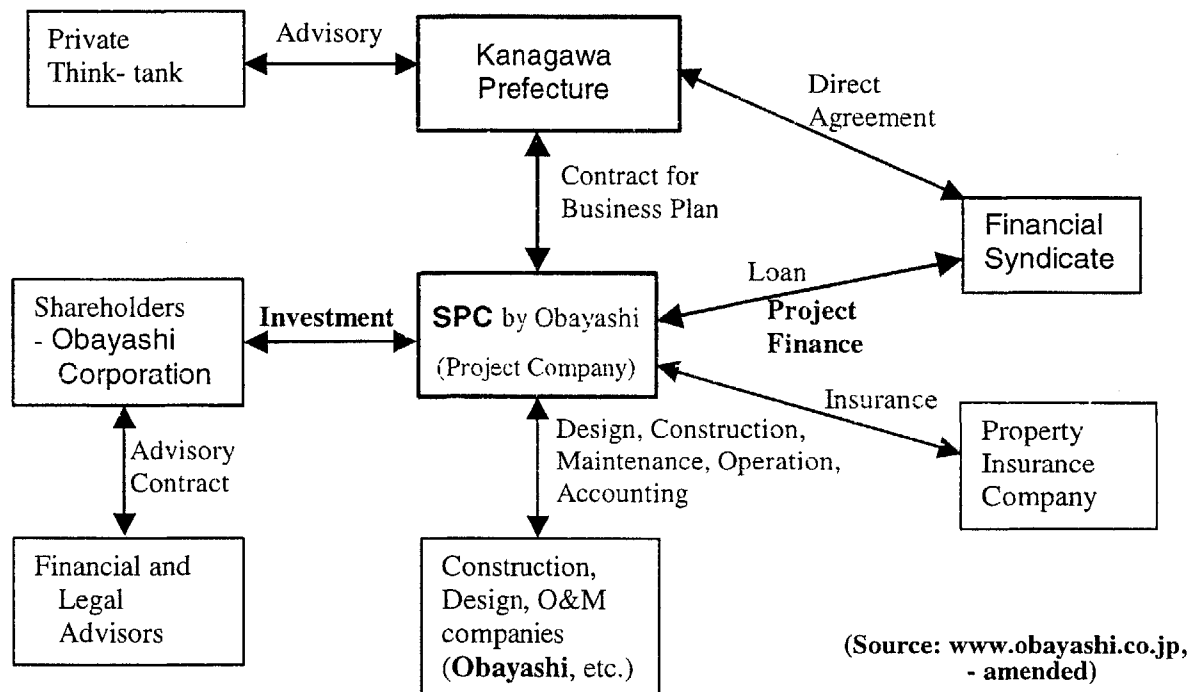 Private
Think- tank
Advisory
Kanagawa
Prefecture
Direct
Agreement
Contract for
Business Plan
Financial
Syndicate
Shareholders
- Obayashi
Corporation
Investment
SPC by Obayashi
(Project Company)
Loan
Project
Finance
Insurance
Property
Insurance
Company
Advisory
Contract
Design, Construction,
Maintenance, Operation,
Accounting
Financial and
Legal
Advisors
Construction,
Design, O&M
companies
(Obayashi, etc.)
(Source: www.obayashi.co.jp,
- amended)